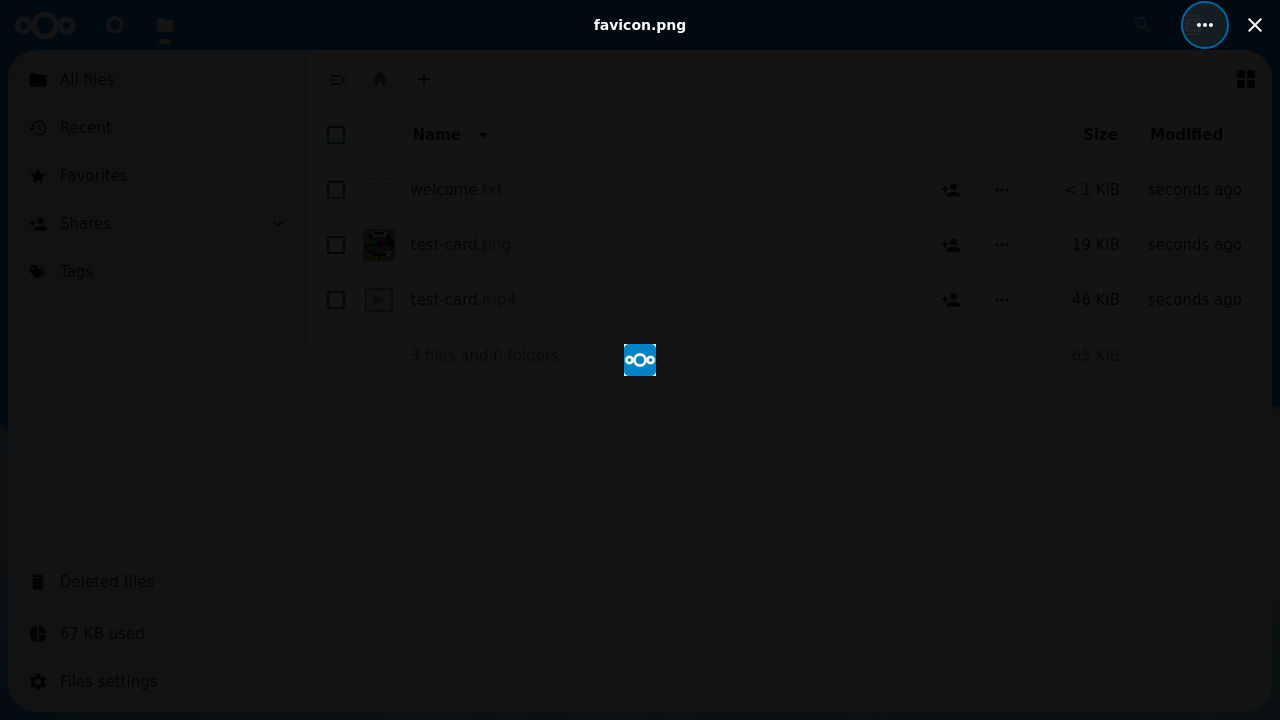 favicon.png
All files
Recent
Favorites
Shares
Tags
Deleted files
67 KB used
Files settings
Name Size Modified
welcome.txt < 1 KiB seconds ago
test-card.png 19 KiB seconds ago
test-card.mp4 46 KiB seconds ago
3 files and 0 folders 65 KiB